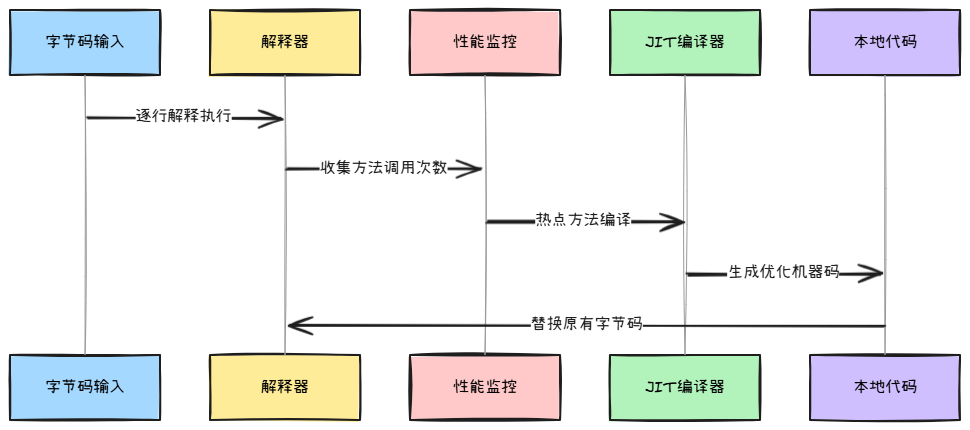 字节码输入
解释器
性能监控
JIT编译器
本地代码
逐行解释执行
收集方法调用次数
热点方法编译
生成优化机器码
替换原有字节码
字节码输入
解释器
性能监控
JIT编译器
本地代码